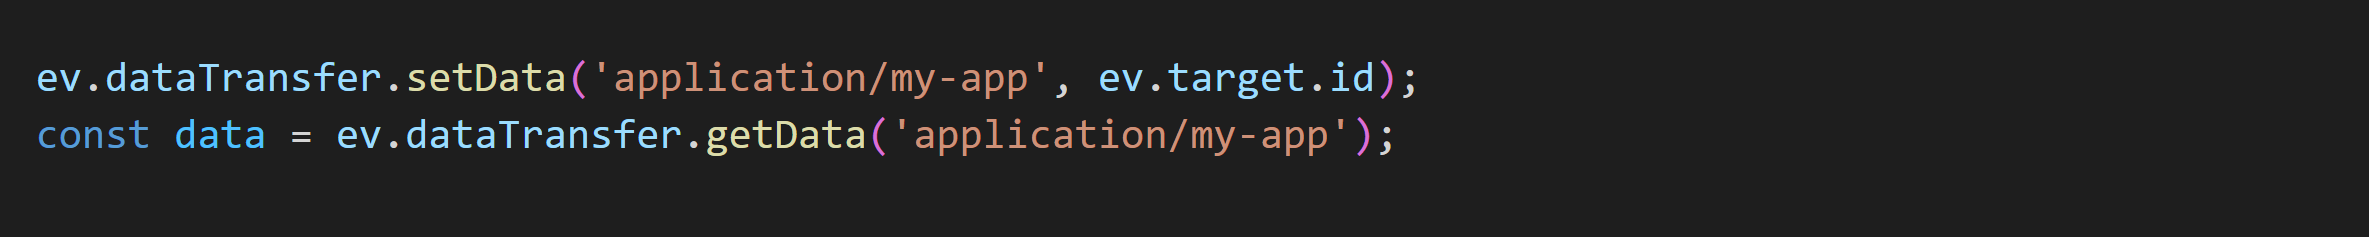 ev.dataTransfer.setData('application/my-app', ev.target.id);
const data = ev.dataTransfer.getData('application/my-app');